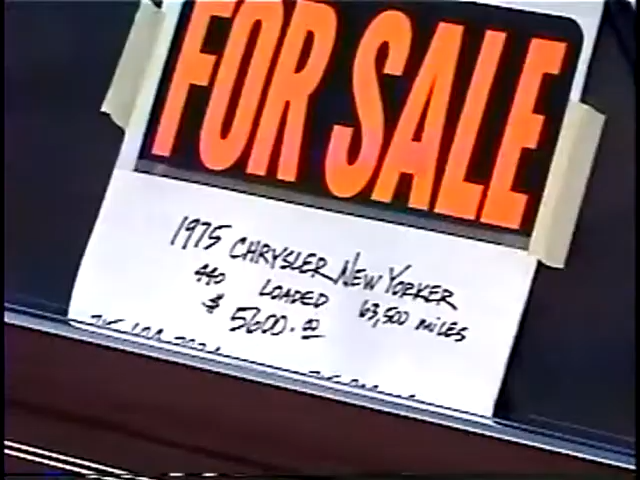 FOR SALE
1975 CHRYSLER NEW YORKER
440 LOADED 63,500 MILES
$5600.00